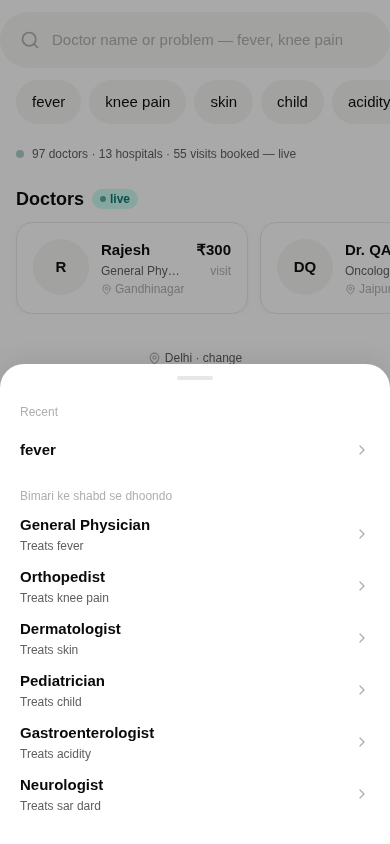 Doctor name or problem — fever, knee pain
fever
knee pain
skin
child
acidity
97 doctors · 13 hospitals · 55 visits booked — live
Doctors
live
R
Rajesh
₹300
General Phy…
visit
Gandhinagar
DQ
Dr. QA
Oncolog
Jaipur
Delhi · change
Recent
fever
Bimari ke shabd se dhoondo
General Physician
Treats fever
Orthopedist
Treats knee pain
Dermatologist
Treats skin
Pediatrician
Treats child
Gastroenterologist
Treats acidity
Neurologist
Treats sar dard